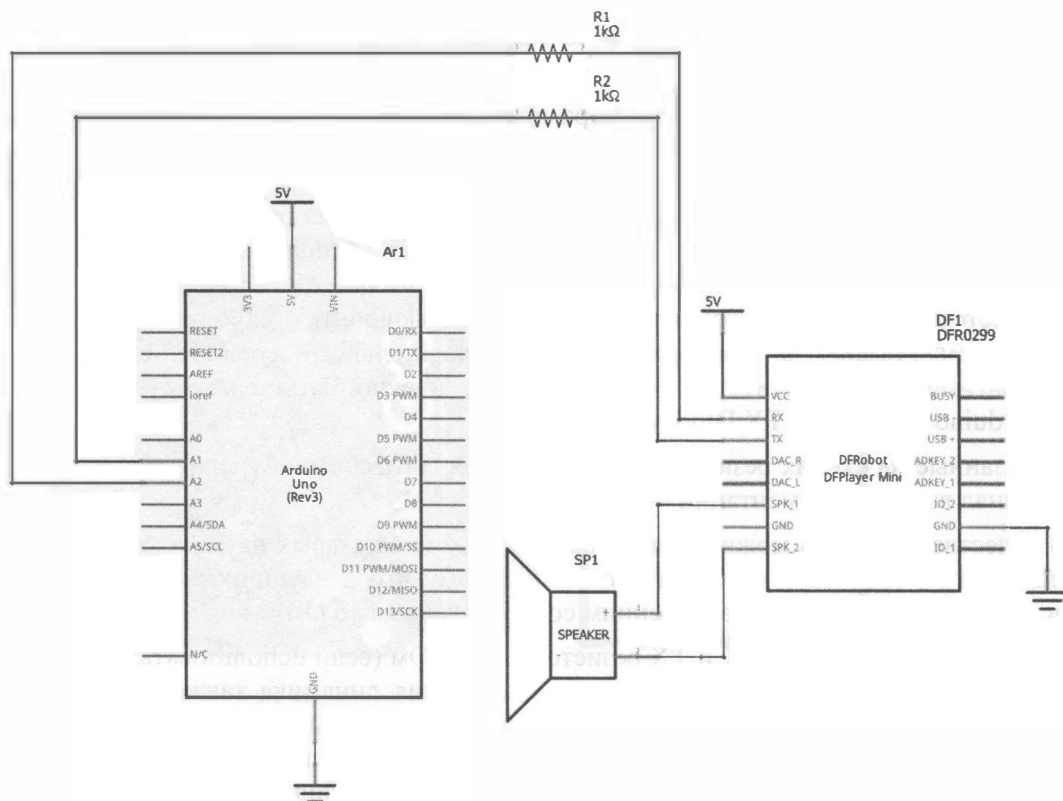 R1
1kΩ
R2
1kΩ
5V
Ar1
3V3
5V
VIN
RESET
RESET2
AREF
ioref
A0
A1
A2
A3
A4/SDA
A5/SCL
N/C
Arduino
Uno
(Rev3)
D0/RX
D1/TX
D2
D3 PWM
D4
D5 PWM
D6 PWM
D7
D8
D9 PWM
D10 PWM/SS
D11 PWM/MOSI
D12/MISO
D13/SCK
GND
5V
DF1
DFR0299
VCC
RX
TX
DAC_R
DAC_L
SPK_1
GND
SPK_2
DFRobot
DFPlayer Mini
BUSY
USB -
USB +
ADKEY_2
ADKEY_1
IO_2
GND
IO_1
SP1
SPEAKER